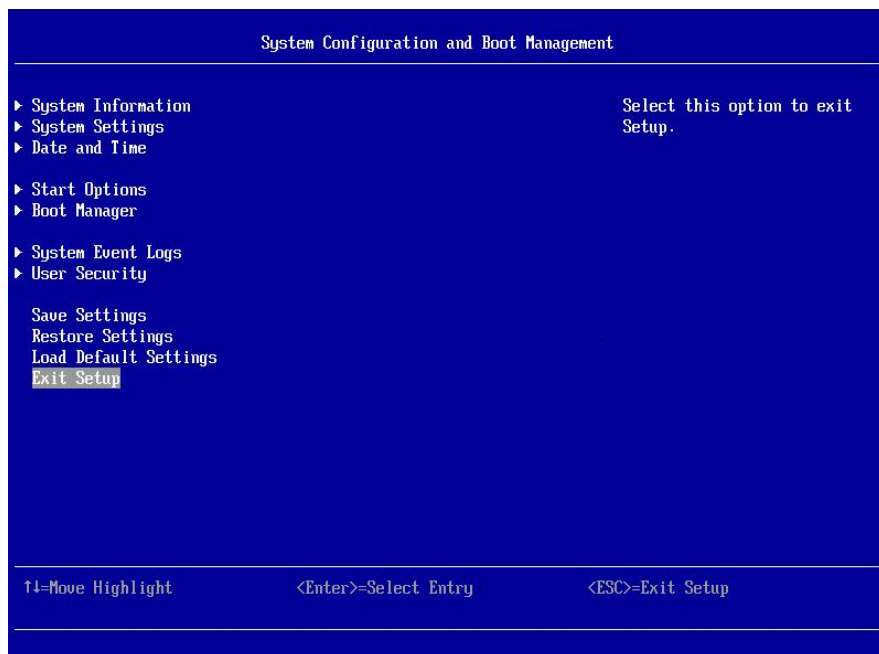 System Configuration and Boot Management
▶ System Information
▶ System Settings
▶ Date and Time
▶ Start Options
▶ Boot Manager
▶ System Event Logs
▶ User Security
Save Settings
Restore Settings
Load Default Settings
Exit Setup
Select this option to exit
Setup.
↑↓=Move Highlight <Enter>=Select Entry <ESC>=Exit Setup